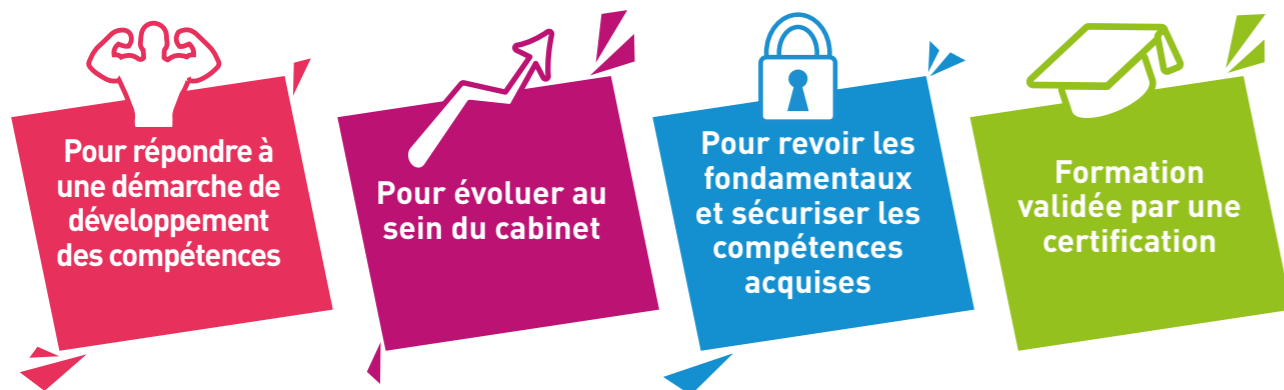 Pour répondre à
une démarche de
développement
des compétences
Pour évoluer au
sein du cabinet
Pour revoir les
fondamentaux
et sécuriser les
compétences
acquises
Formation
validée par une
certification